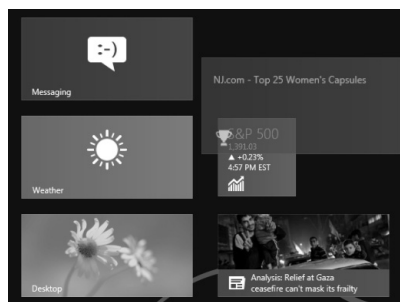 :-)
Messaging
NJ.com - Top 25 Women's Capsules
S&P 500
1,391.03
▲ +0.23%
4:57 PM EST
Weather
Desktop
Analysis: Relief at Gaza
ceasefire can't mask its frailty